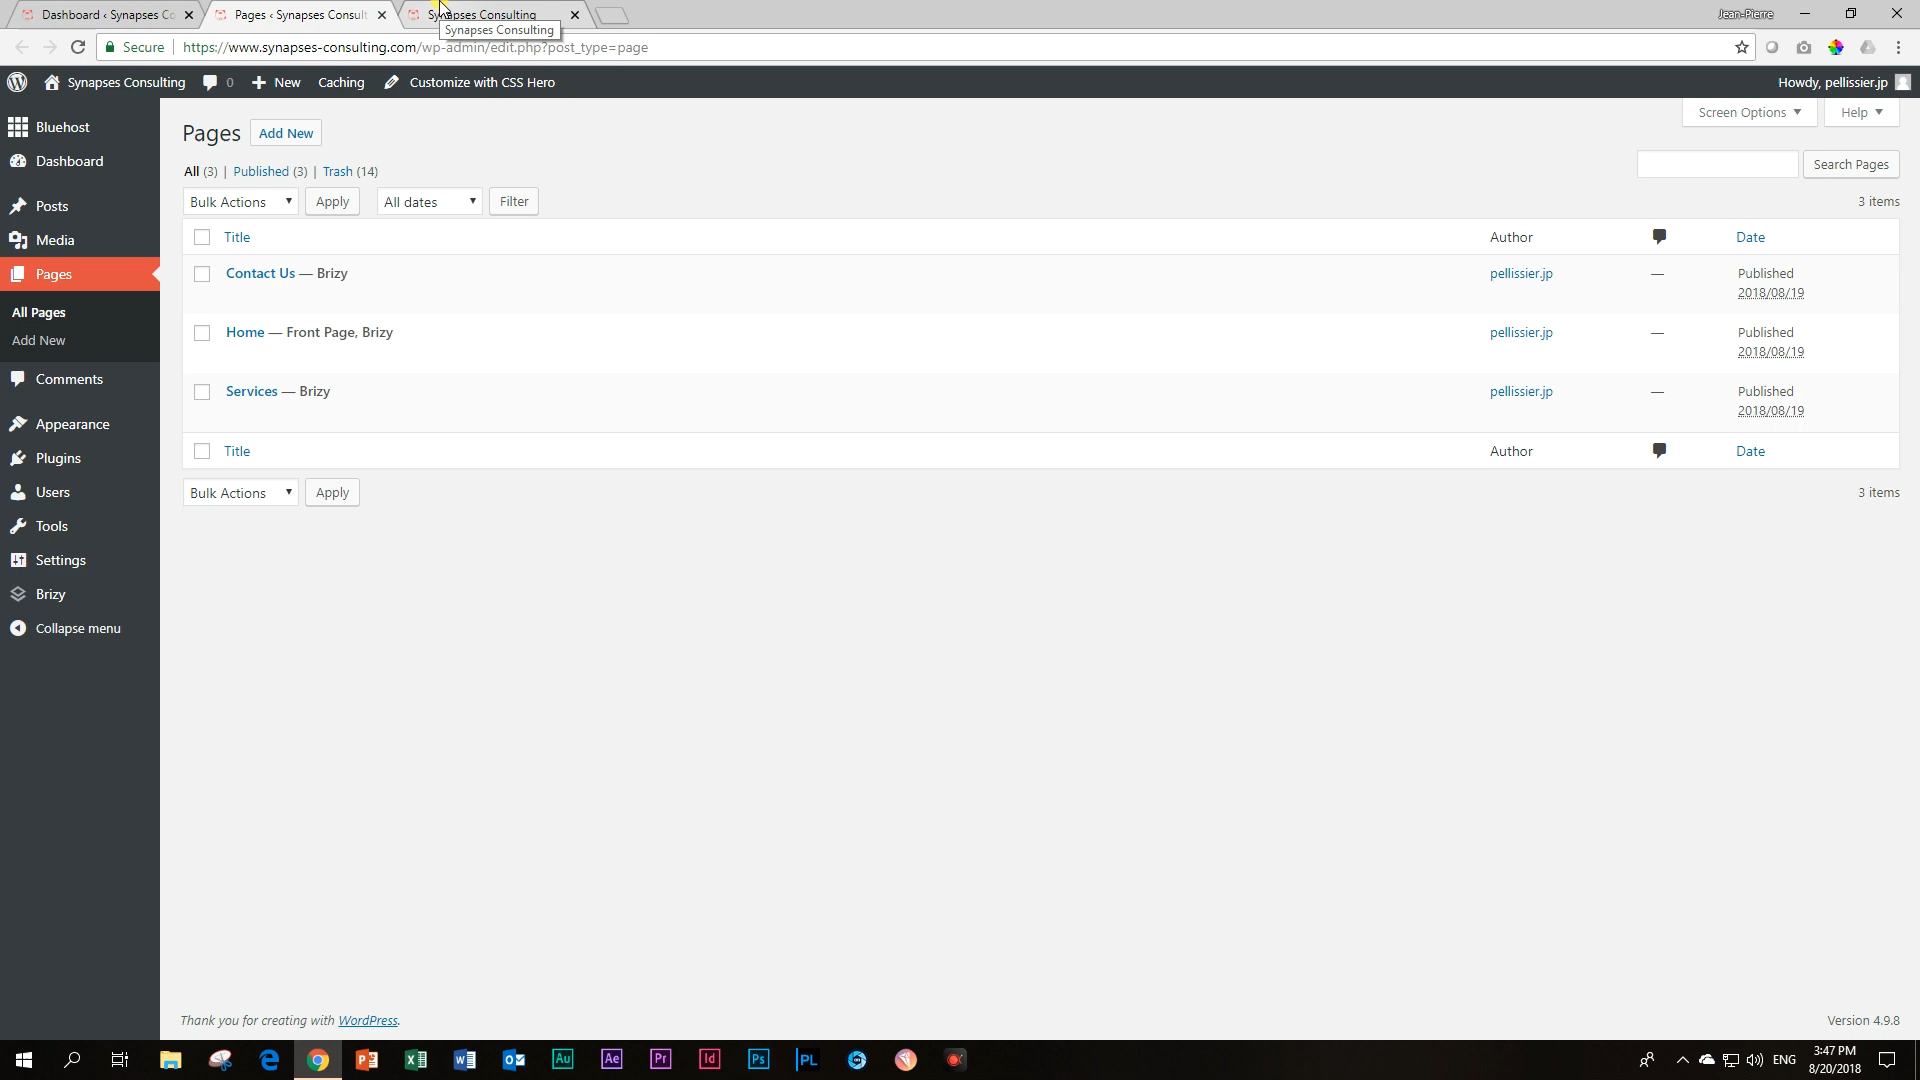 Dashboard ‹ Synapses Co
Pages ‹ Synapses Consult
Synapses Consulting
Jean-Pierre
Synapses Consulting
Secure
https://www.synapses-consulting.com/wp-admin/edit.php?post_type=page
Synapses Consulting 0 New Caching Customize with CSS Hero
Howdy, pellissier.jp
Bluehost
Dashboard
Posts
Media
Pages
All Pages
Add New
Comments
Appearance
Plugins
Users
Tools
Settings
Brizy
Collapse menu
Screen Options Help
Pages Add New
All (3) | Published (3) | Trash (14)
Search Pages
Bulk Actions Apply All dates Filter
3 items
Title Author Date
Contact Us — Brizy pellissier.jp — Published
2018/08/19
Home — Front Page, Brizy pellissier.jp — Published
2018/08/19
Services — Brizy pellissier.jp — Published
2018/08/19
Title Author Date
Bulk Actions Apply
3 items
Thank you for creating with WordPress.
Version 4.9.8
Au Ae Pr Id Ps PL
ENG
3:47 PM
8/20/2018